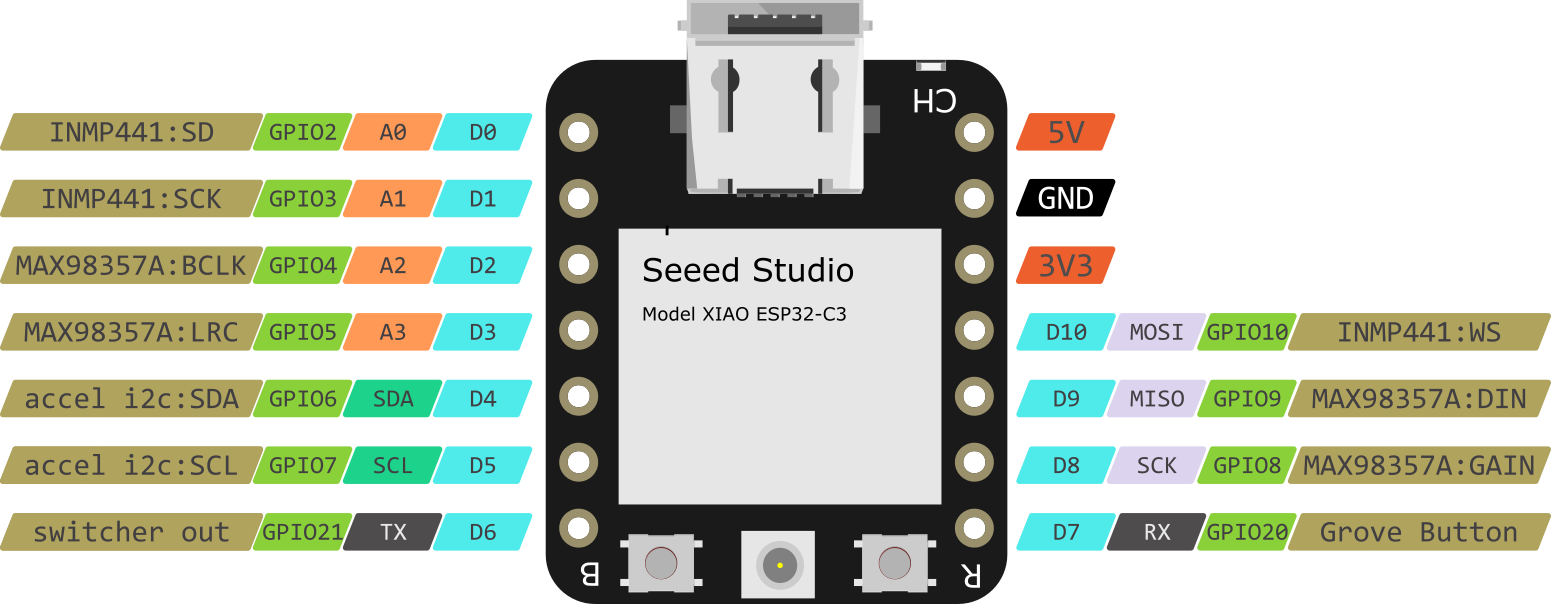 CH
INMP441:SD GPIO2 A0 D0 5V
INMP441:SCK GPIO3 A1 D1 GND
MAX98357A:BCLK GPIO4 A2 D2 3V3
Seeed Studio
Model XIAO ESP32-C3
MAX98357A:LRC GPIO5 A3 D3 D10 MOSI GPIO10 INMP441:WS
accel i2c:SDA GPIO6 SDA D4 D9 MISO GPIO9 MAX98357A:DIN
accel i2c:SCL GPIO7 SCL D5 D8 SCK GPIO8 MAX98357A:GAIN
switcher out GPIO21 TX D6 D7 RX GPIO20 Grove Button
B R